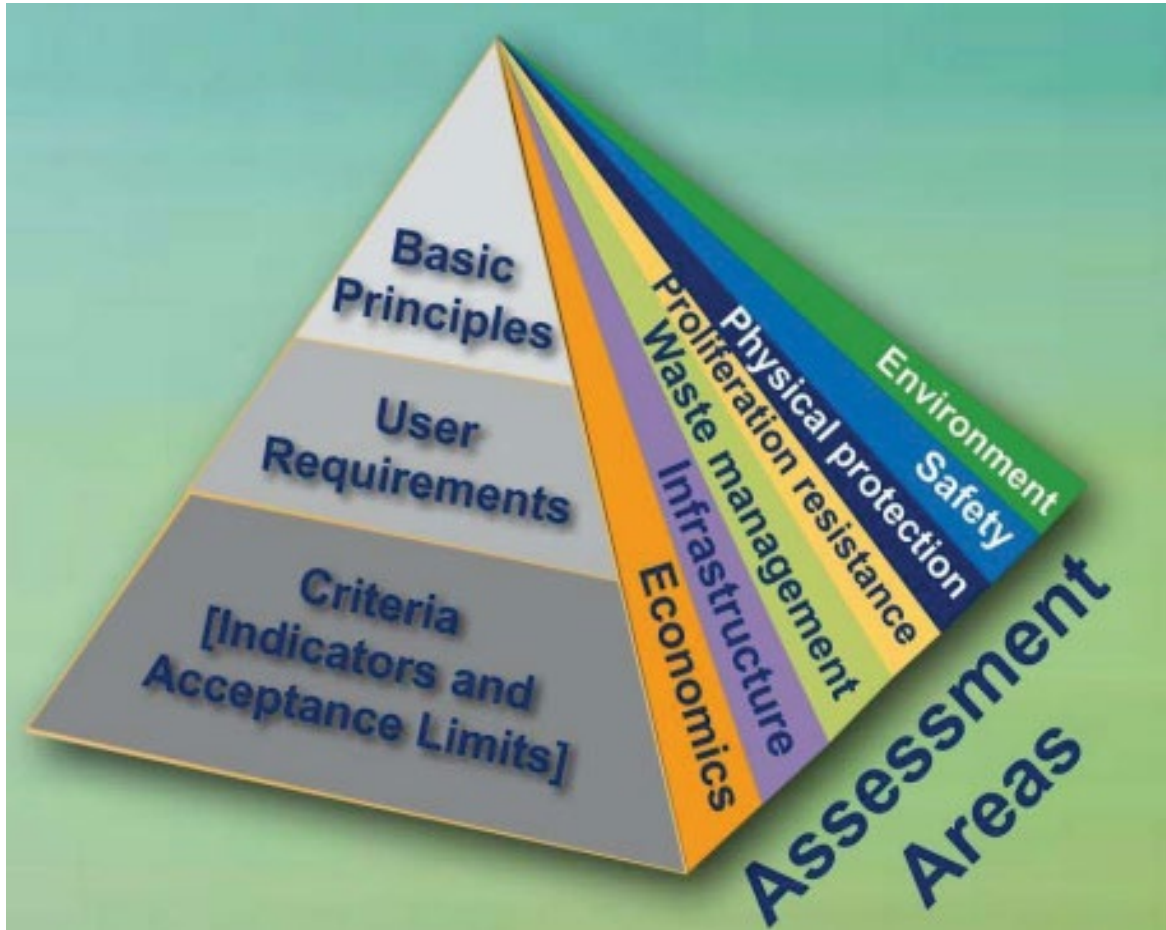 Basic
Principles
User
Requirements
Criteria
[Indicators and
Acceptance Limits]
Economics
Infrastructure
Waste management
Proliferation resistance
Physical protection
Safety
Environment
Assessment
Areas